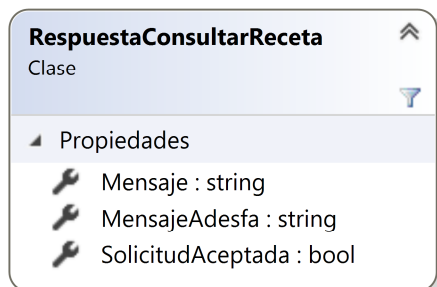 RespuestaConsultarReceta
Clase
Propiedades
Mensaje : string
MensajeAdesfa : string
SolicitudAceptada : bool